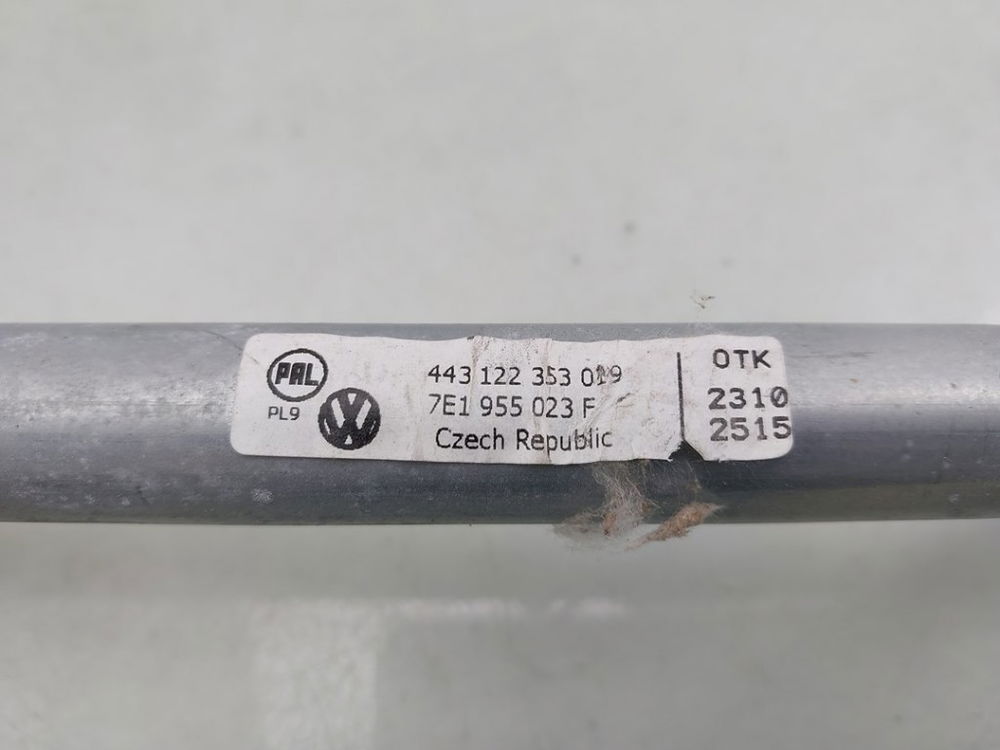 PAL
PL9
443 122 353 019
7E1 955 023 F
Czech Republic
OTK
2310
2515